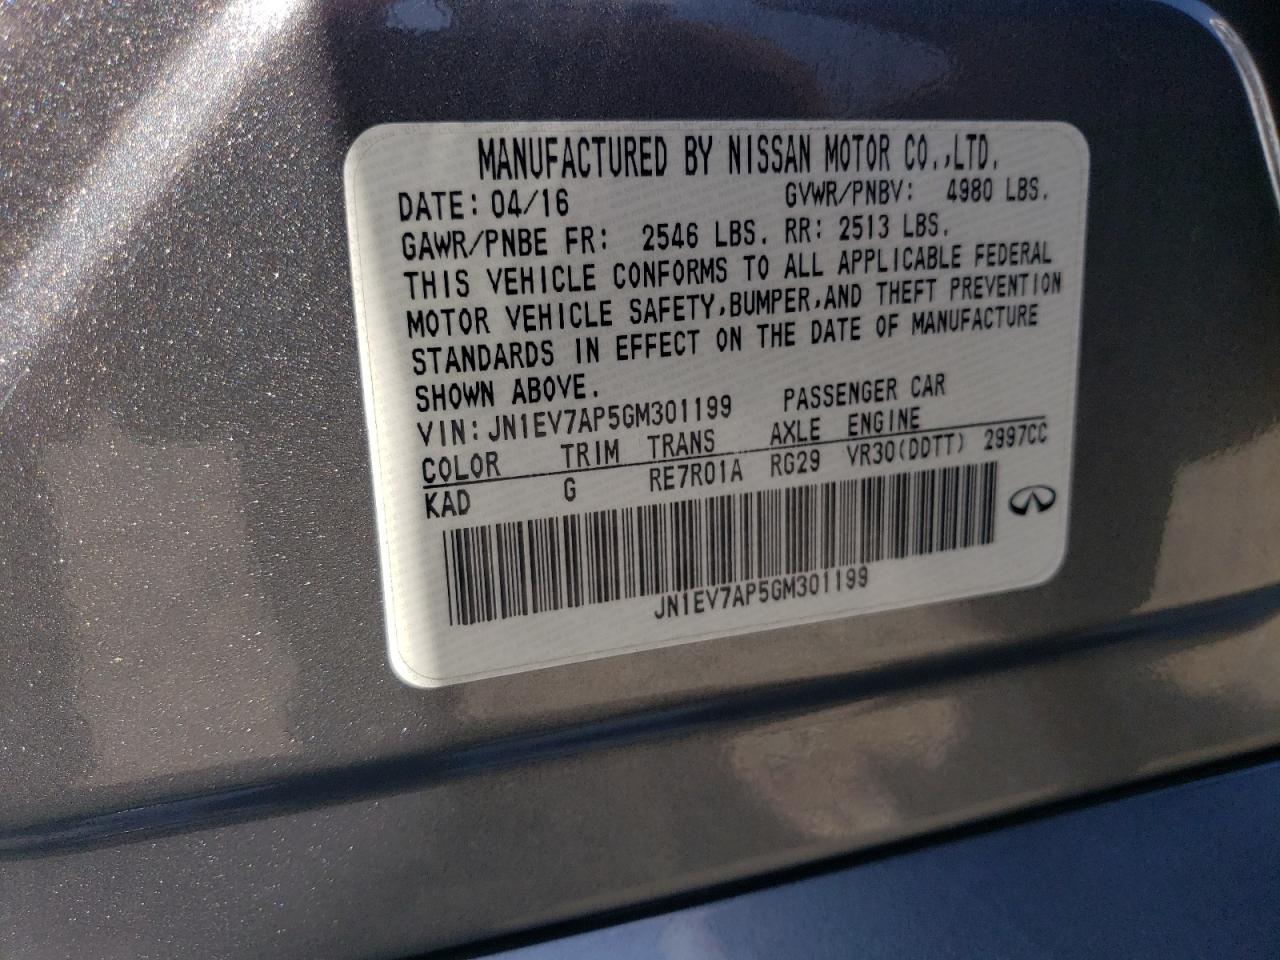 MANUFACTURED BY NISSAN MOTOR CO.,LTD.
DATE: 04/16 GVWR/PNBV: 4980 LBS.
GAWR/PNBE FR: 2546 LBS. RR: 2513 LBS.
THIS VEHICLE CONFORMS TO ALL APPLICABLE FEDERAL
MOTOR VEHICLE SAFETY,BUMPER,AND THEFT PREVENTION
STANDARDS IN EFFECT ON THE DATE OF MANUFACTURE
SHOWN ABOVE.
VIN: JN1EV7AP5GM301199 PASSENGER CAR
COLOR TRIM TRANS AXLE ENGINE
KAD G RE7R01A RG29 VR30(DDTT) 2997CC
JN1EV7AP5GM301199